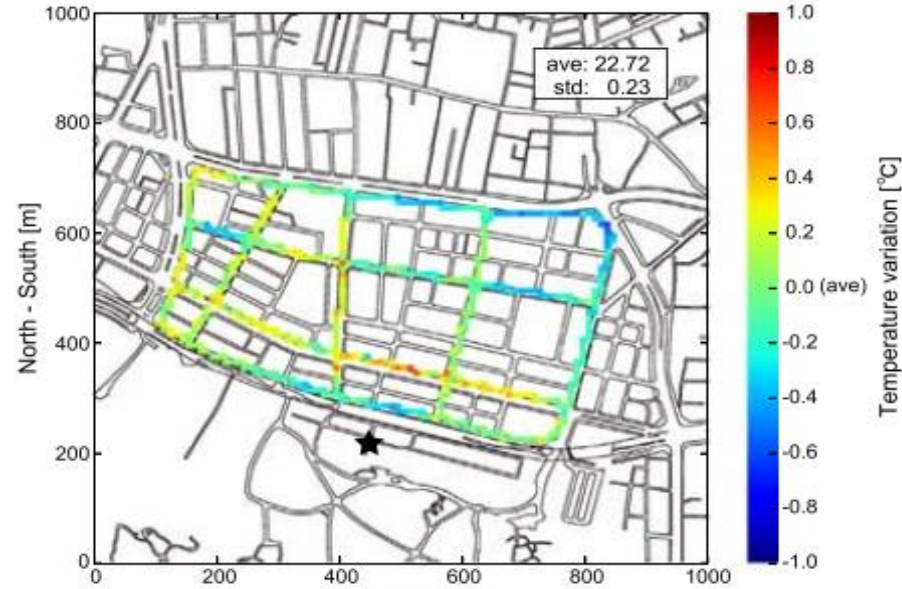 1000
800
600
400
200
0
North - South [m]
0 200 400 600 800 1000
ave: 22.72
std: 0.23
1.0
0.8
0.6
0.4
0.2
0.0 (ave)
-0.2
-0.4
-0.6
-0.8
-1.0
Temperature variation [°C]